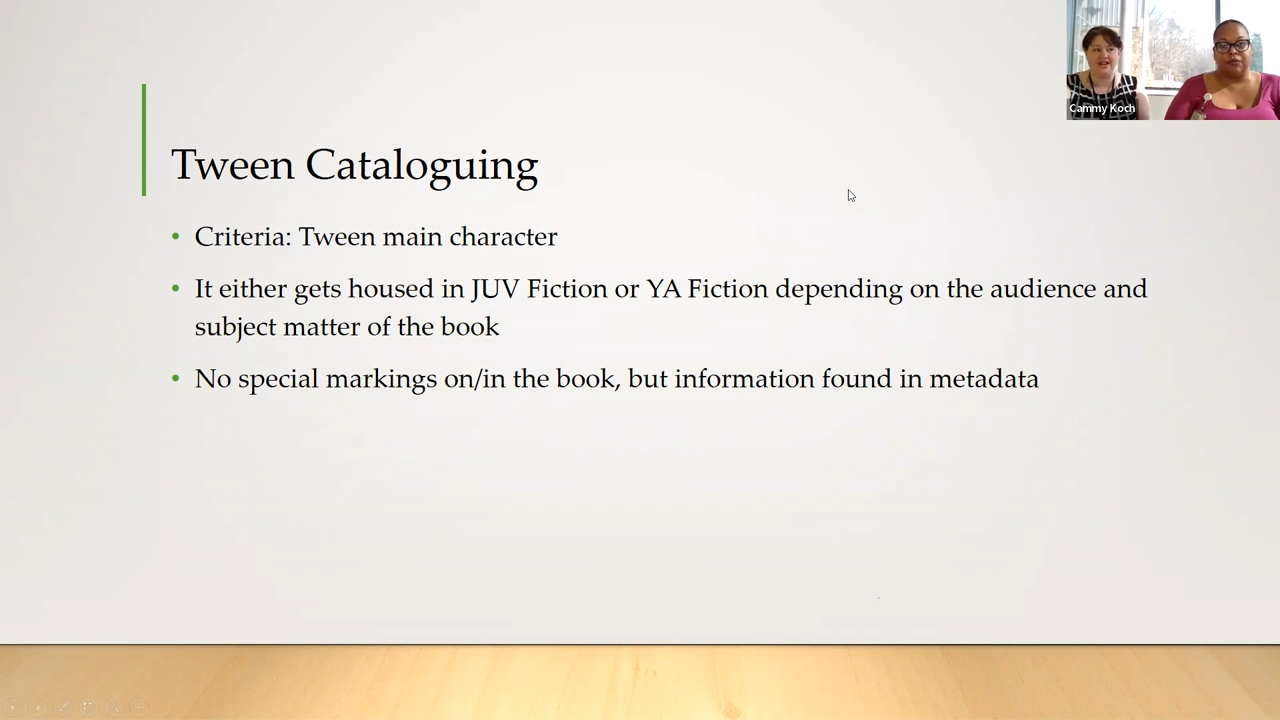 Cammy Koch
Tween Cataloguing
• Criteria: Tween main character
• It either gets housed in JUV Fiction or YA Fiction depending on the audience and
subject matter of the book
• No special markings on/in the book, but information found in metadata